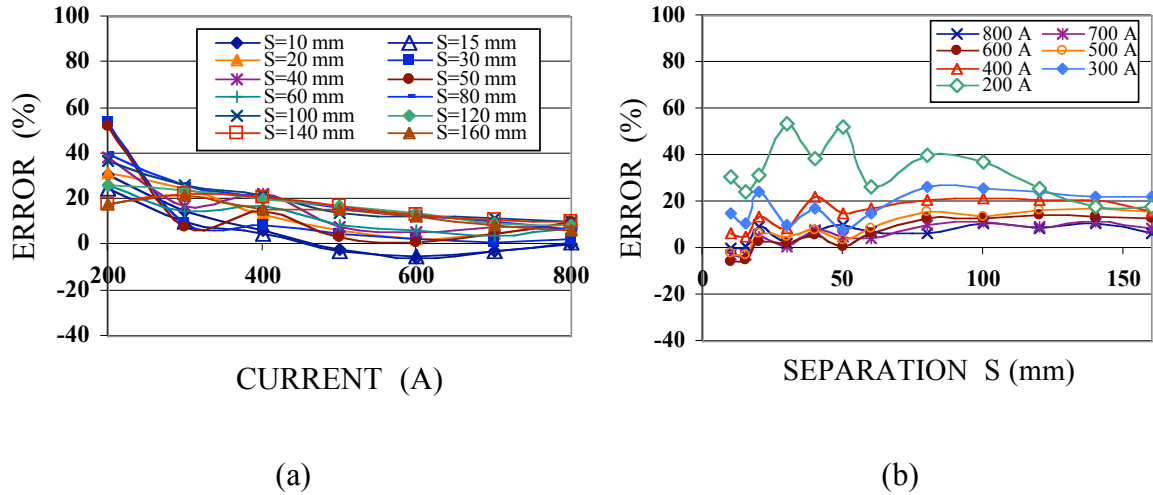 100
80
60
40
20
0
-20
-40
ERROR (%)
S=10 mm
S=15 mm
S=20 mm
S=30 mm
S=40 mm
S=50 mm
S=60 mm
S=80 mm
S=100 mm
S=120 mm
S=140 mm
S=160 mm
200
400
600
800
CURRENT (A)
(a)
100
80
60
40
20
0
-20
-40
ERROR (%)
800 A
700 A
600 A
500 A
400 A
300 A
200 A
0
50
100
150
SEPARATION S (mm)
(b)